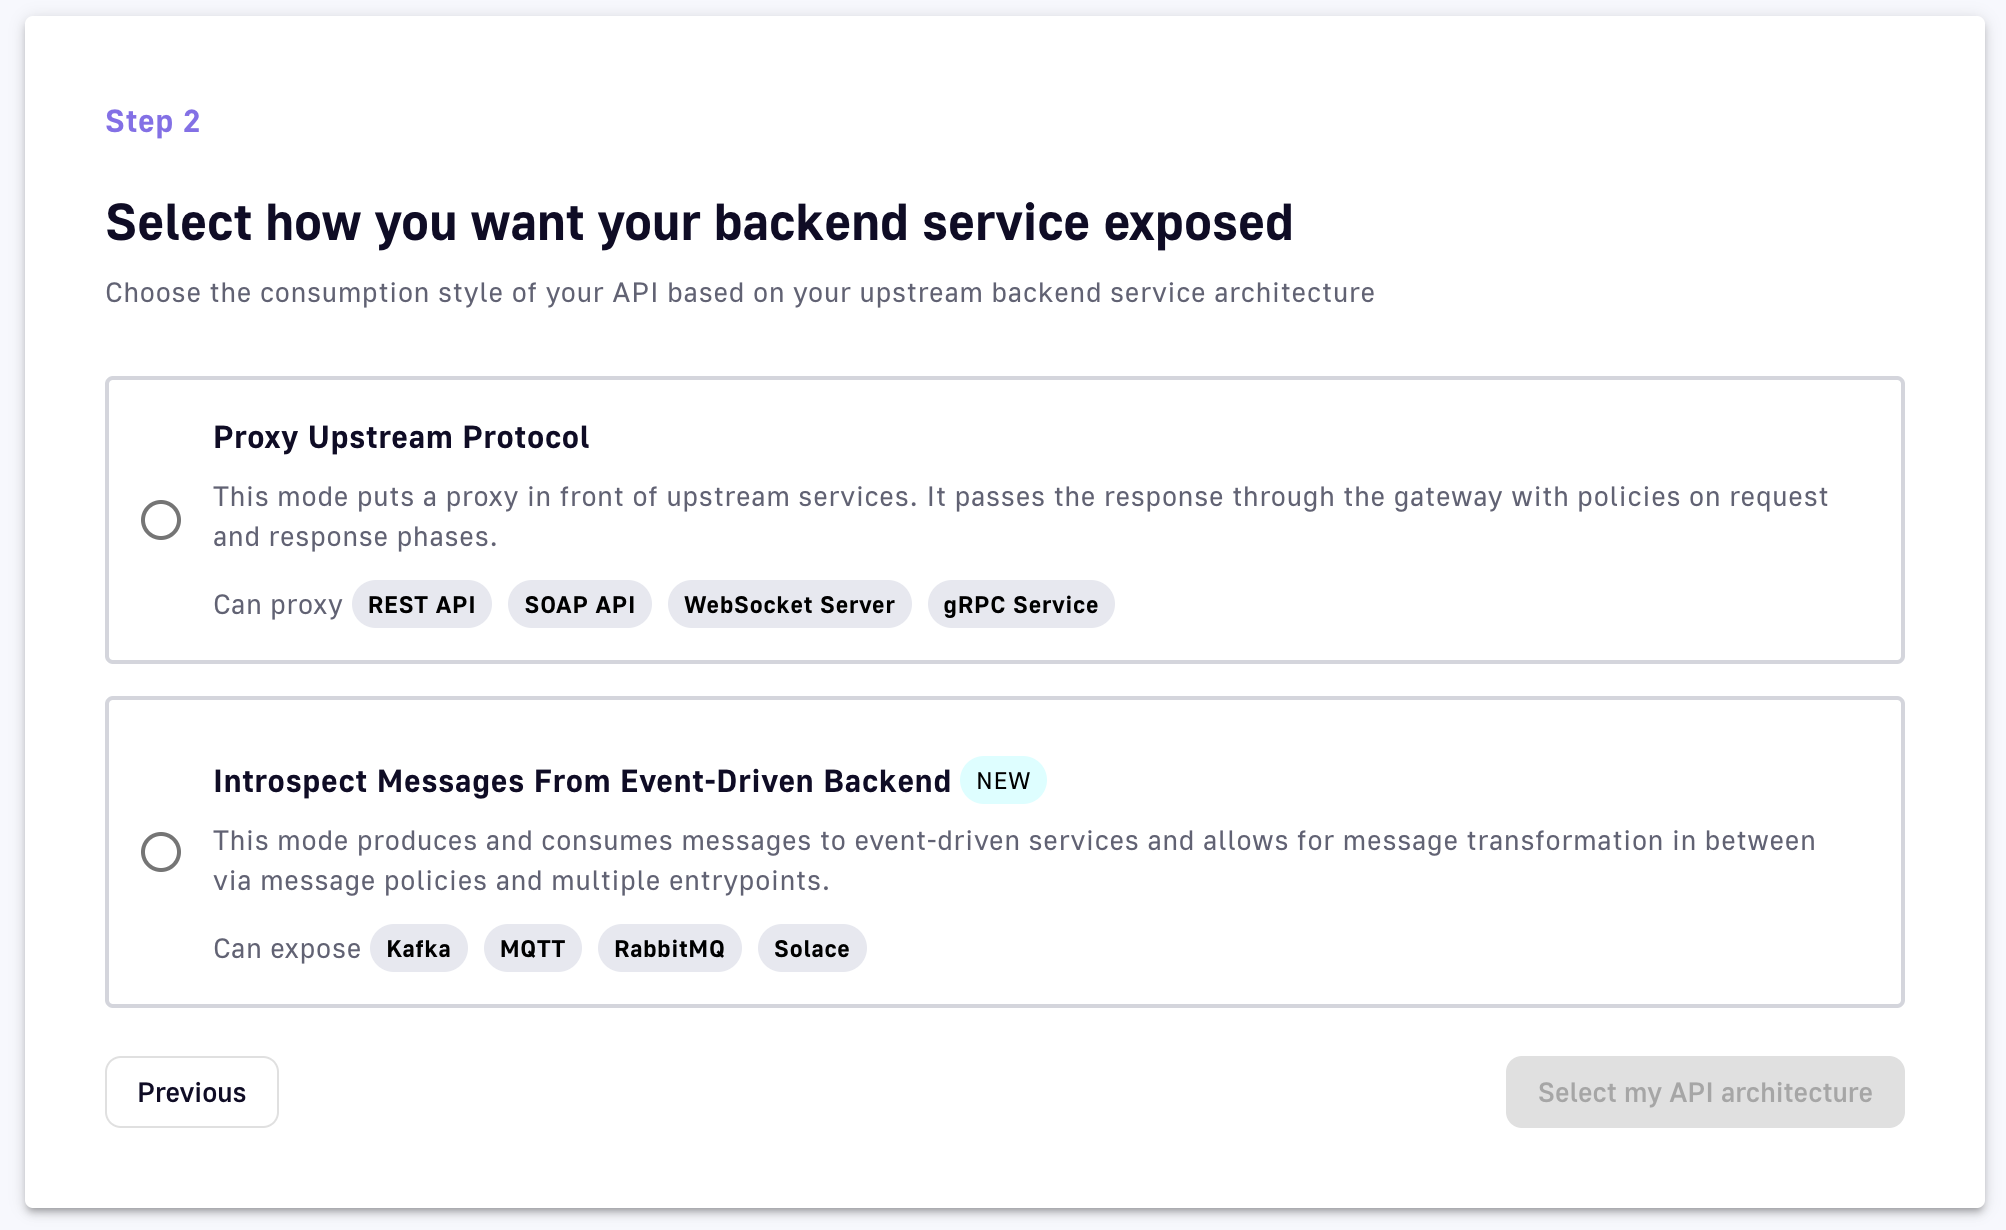 Step 2
Select how you want your backend service exposed
Choose the consumption style of your API based on your upstream backend service architecture
Proxy Upstream Protocol
This mode puts a proxy in front of upstream services. It passes the response through the gateway with policies on request
and response phases.
Can proxy REST API SOAP API WebSocket Server gRPC Service
Introspect Messages From Event-Driven Backend NEW
This mode produces and consumes messages to event-driven services and allows for message transformation in between
via message policies and multiple entrypoints.
Can expose Kafka MQTT RabbitMQ Solace
Previous Select my API architecture